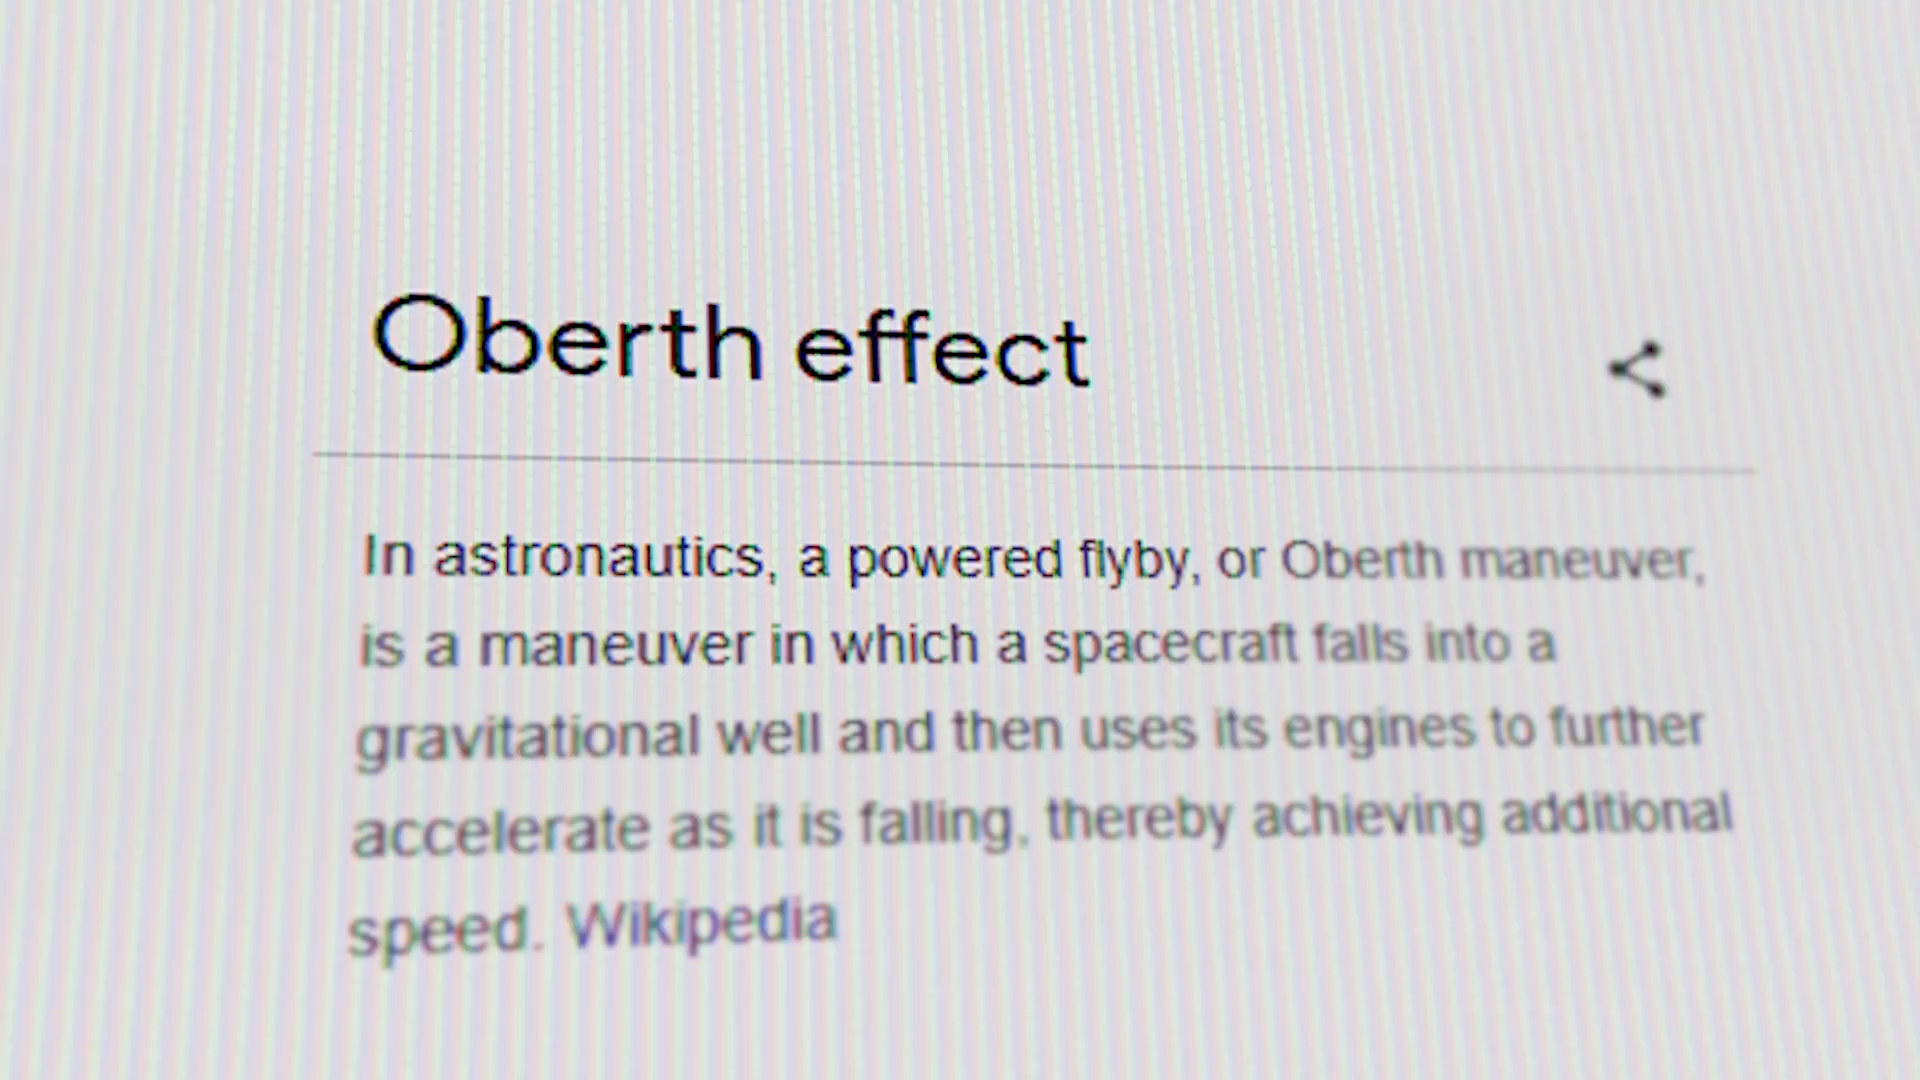 Oberth effect
In astronautics, a powered flyby, or Oberth maneuver,
is a maneuver in which a spacecraft falls into a
gravitational well and then uses its engines to further
accelerate as it is falling, thereby achieving additional
speed. Wikipedia